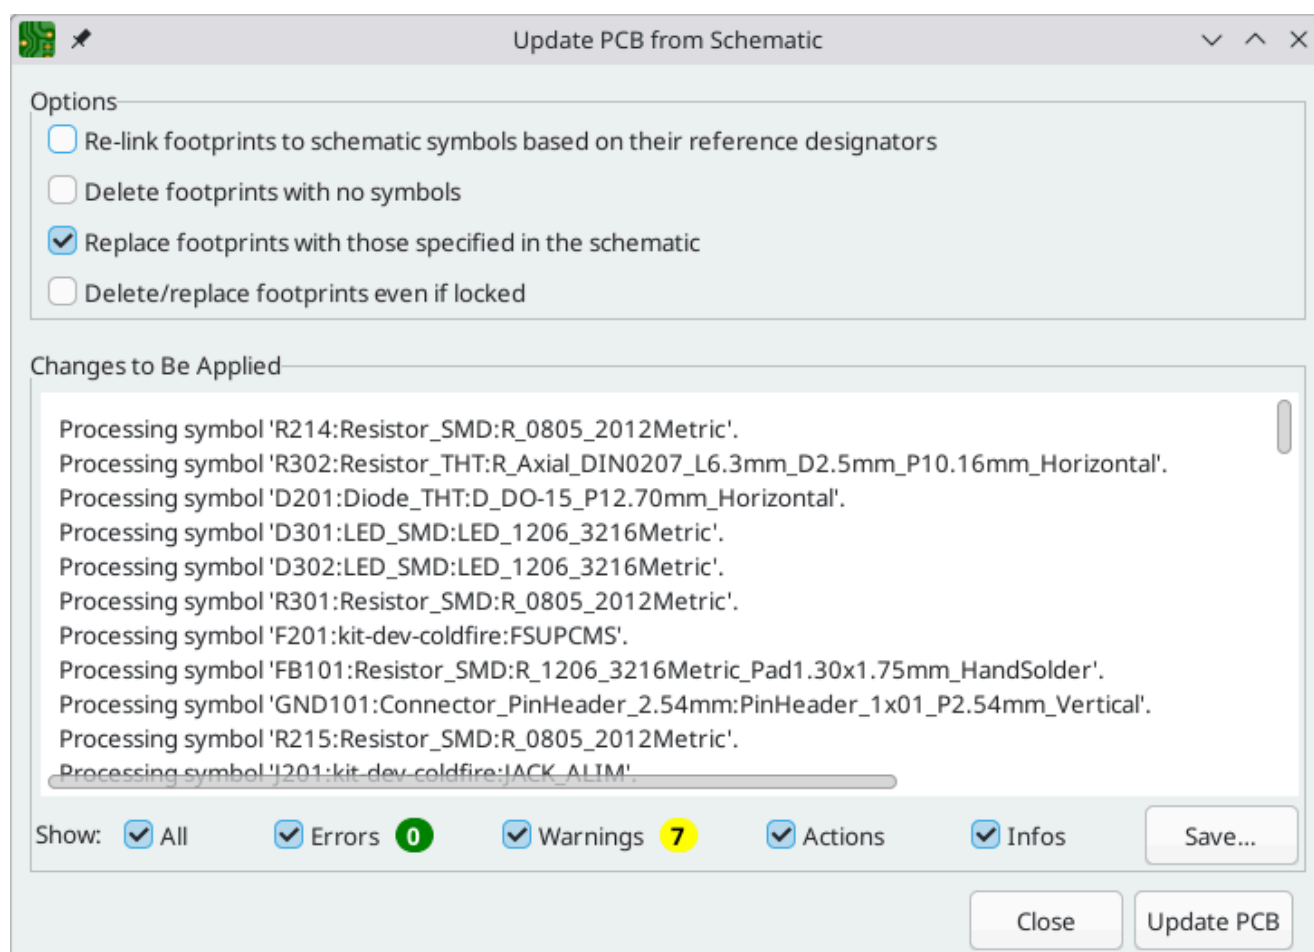 Update PCB from Schematic
Options
Re-link footprints to schematic symbols based on their reference designators
Delete footprints with no symbols
Replace footprints with those specified in the schematic
Delete/replace footprints even if locked
Changes to Be Applied
Processing symbol 'R214:Resistor_SMD:R_0805_2012Metric'.
Processing symbol 'R302:Resistor_THT:R_Axial_DIN0207_L6.3mm_D2.5mm_P10.16mm_Horizontal'.
Processing symbol 'D201:Diode_THT:D_DO-15_P12.70mm_Horizontal'.
Processing symbol 'D301:LED_SMD:LED_1206_3216Metric'.
Processing symbol 'D302:LED_SMD:LED_1206_3216Metric'.
Processing symbol 'R301:Resistor_SMD:R_0805_2012Metric'.
Processing symbol 'F201:kit-dev-coldfire:FSUPCMS'.
Processing symbol 'FB101:Resistor_SMD:R_1206_3216Metric_Pad1.30x1.75mm_HandSolder'.
Processing symbol 'GND101:Connector_PinHeader_2.54mm:PinHeader_1x01_P2.54mm_Vertical'.
Processing symbol 'R215:Resistor_SMD:R_0805_2012Metric'.
Processing symbol 'J201:kit-dev-coldfire:JACK_ALIM'.
Show: All Errors 0 Warnings 7 Actions Infos Save...
Close Update PCB